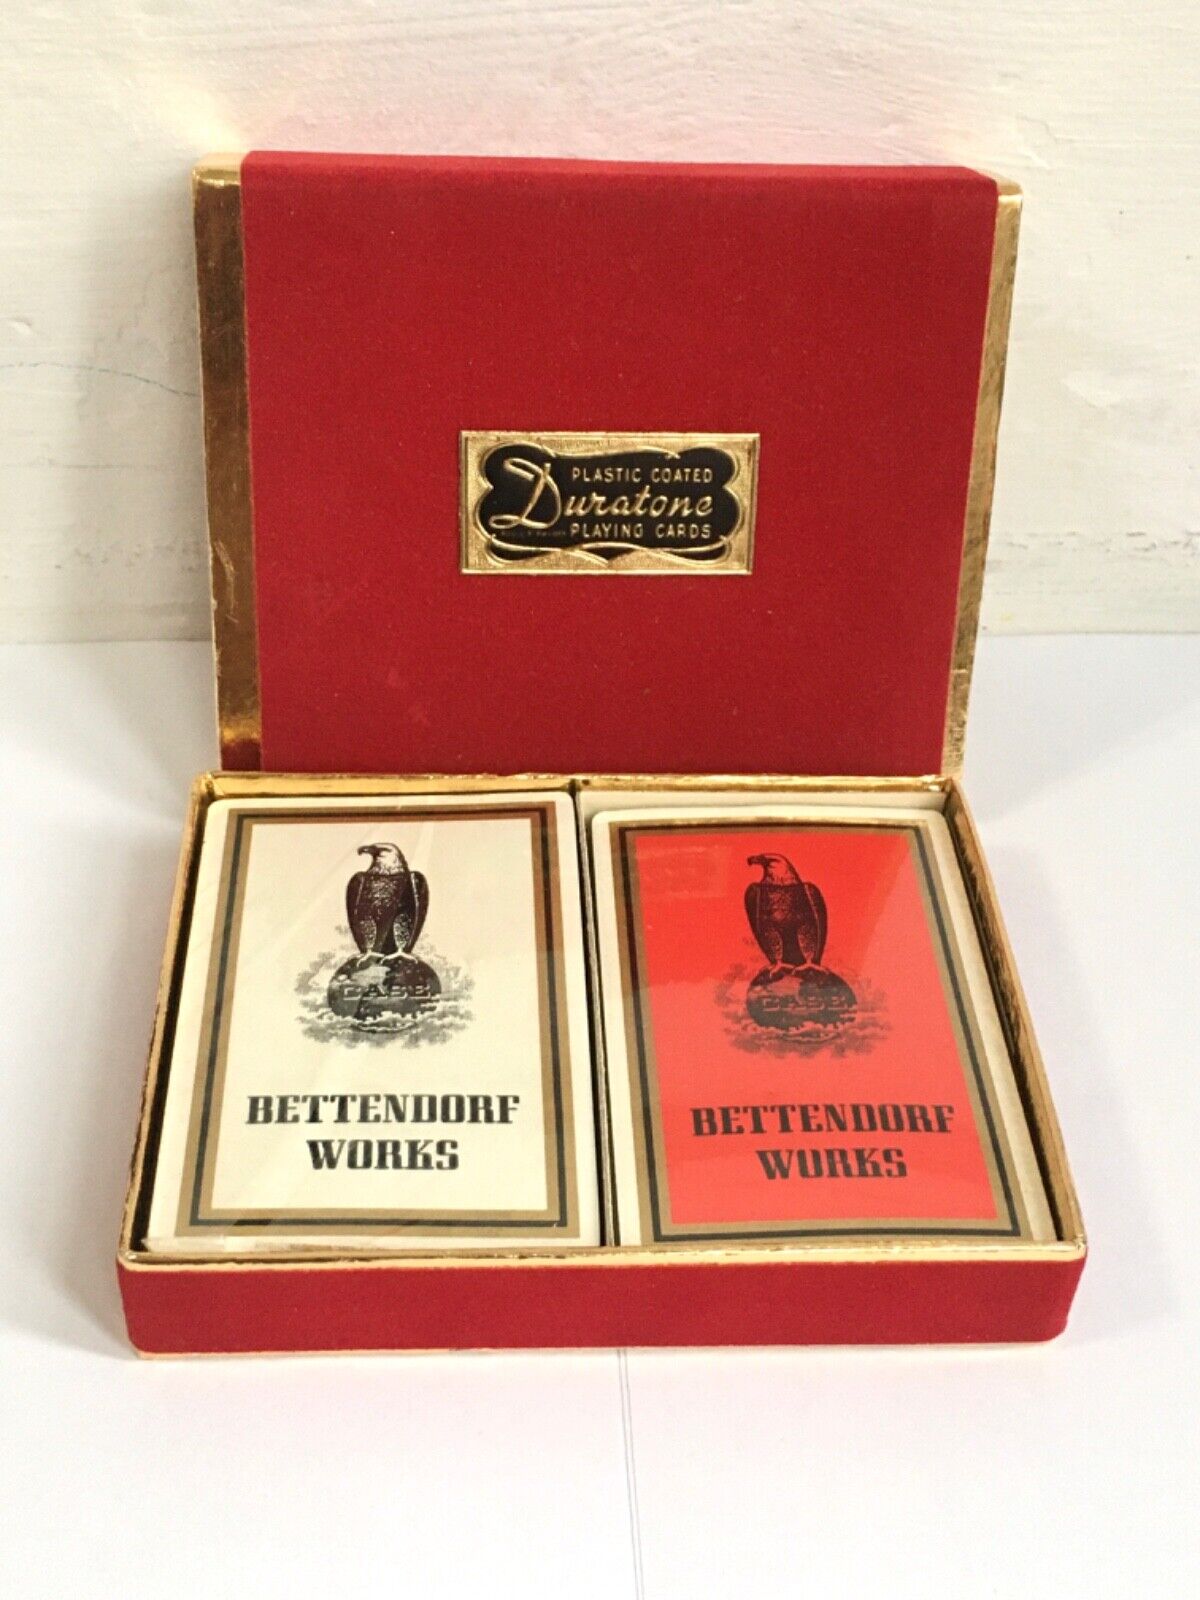 PLASTIC COATED
Duratone
PLAYING CARDS
CASE
BETTENDORF
WORKS
CASE
BETTENDORF
WORKS